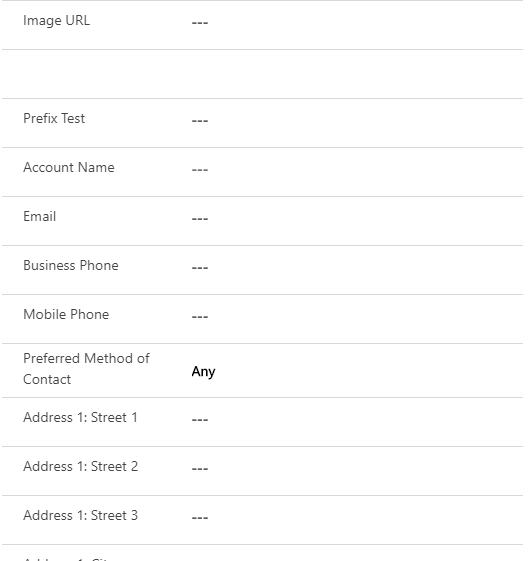 Image URL ---
Prefix Test ---
Account Name ---
Email ---
Business Phone ---
Mobile Phone ---
Preferred Method of
Contact Any
Address 1: Street 1 ---
Address 1: Street 2 ---
Address 1: Street 3 ---